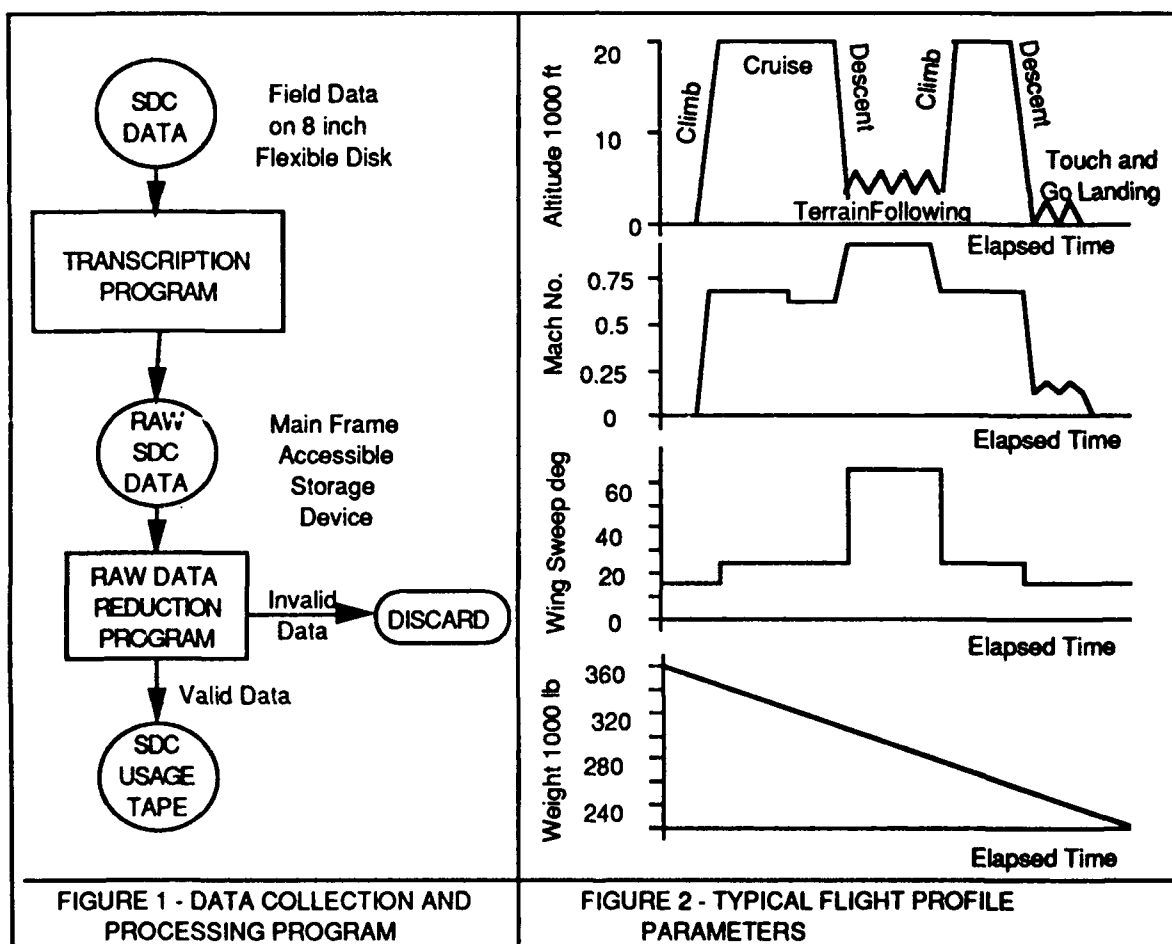 SDC
DATA
Field Data
on 8 inch
Flexible Disk
TRANSCRIPTION
PROGRAM
RAW
SDC
DATA
Main Frame
Accessible
Storage
Device
RAW DATA
REDUCTION
PROGRAM
Invalid
Data
DISCARD
Valid Data
SDC
USAGE
TAPE
FIGURE 1 - DATA COLLECTION AND
PROCESSING PROGRAM
Altitude 1000 ft
20
10
0
Climb
Cruise
Descent
Climb
Descent
TerrainFollowing
Touch and
Go Landing
Elapsed Time
Mach No.
0.75
0.5
0.25
0
Elapsed Time
Wing Sweep deg
60
40
20
0
Elapsed Time
Weight 1000 lb
360
320
280
240
Elapsed Time
FIGURE 2 - TYPICAL FLIGHT PROFILE
PARAMETERS